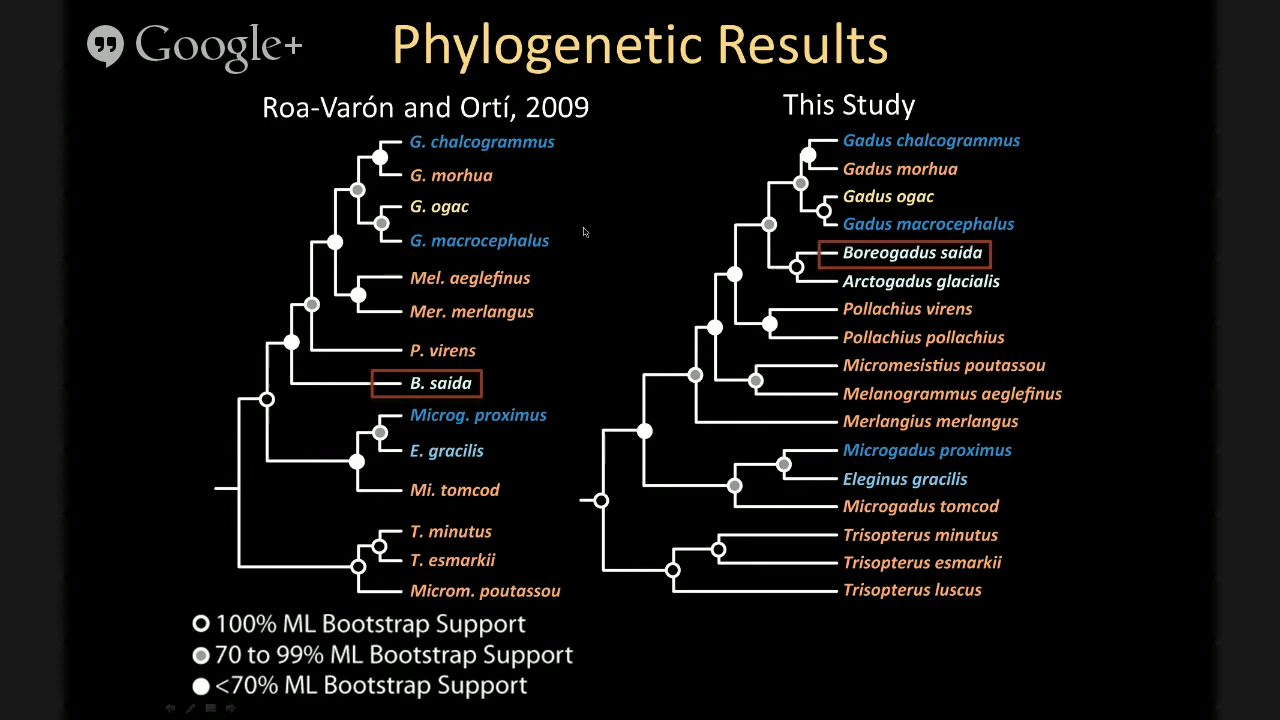 Google+
Phylogenetic Results
Roa-Varón and Ortí, 2009
G. chalcogrammus
G. morhua
G. ogac
G. macrocephalus
Mel. aeglefinus
Mer. merlangus
P. virens
B. saida
Microg. proximus
E. gracilis
Mi. tomcod
T. minutus
T. esmarkii
Microm. poutassou
This Study
Gadus chalcogrammus
Gadus morhua
Gadus ogac
Gadus macrocephalus
Boreogadus saida
Arctogadus glacialis
Pollachius virens
Pollachius pollachius
Micromesistius poutassou
Melanogrammus aeglefinus
Merlangius merlangus
Microgadus proximus
Eleginus gracilis
Microgadus tomcod
Trisopterus minutus
Trisopterus esmarkii
Trisopterus luscus
100% ML Bootstrap Support
70 to 99% ML Bootstrap Support
<70% ML Bootstrap Support